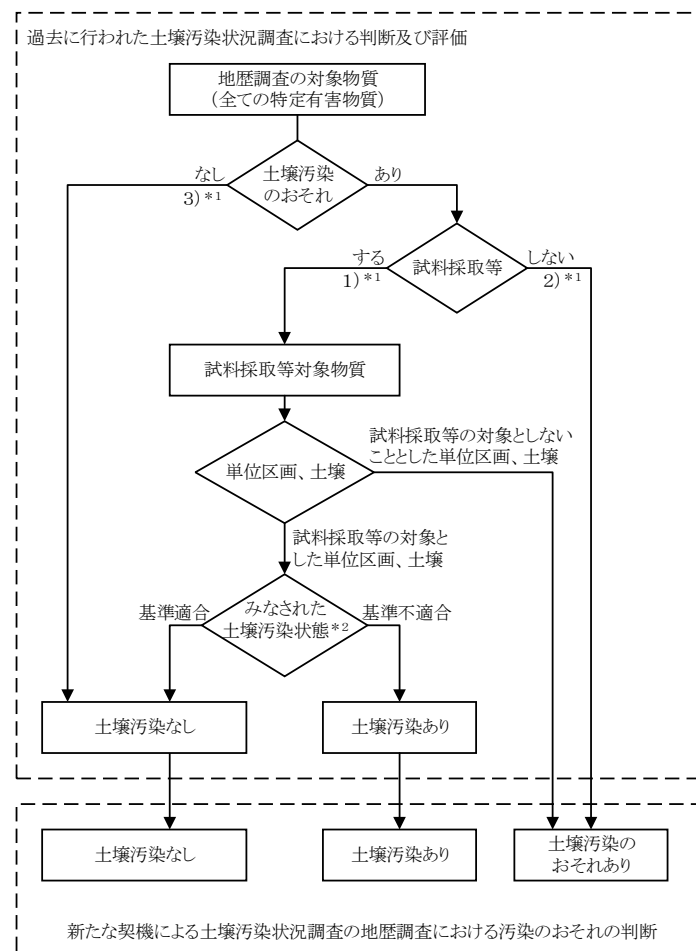 過去に行われた土壌汚染状況調査における判断及び評価
地歴調査の対象物質
（全ての特定有害物質）
土壌汚染
のおそれ
なし
3）*1
あり
試料採取等
する
1）*1
しない
2）*1
試料採取等対象物質
単位区画、土壌
試料採取等の対象としない
こととした単位区画、土壌
試料採取等の対象と
した単位区画、土壌
みなされた
土壌汚染状態*2
基準適合
基準不適合
土壌汚染なし
土壌汚染あり
土壌汚染なし
土壌汚染あり
土壌汚染の
おそれあり
新たな契機による土壌汚染状況調査の地歴調査における汚染のおそれの判断